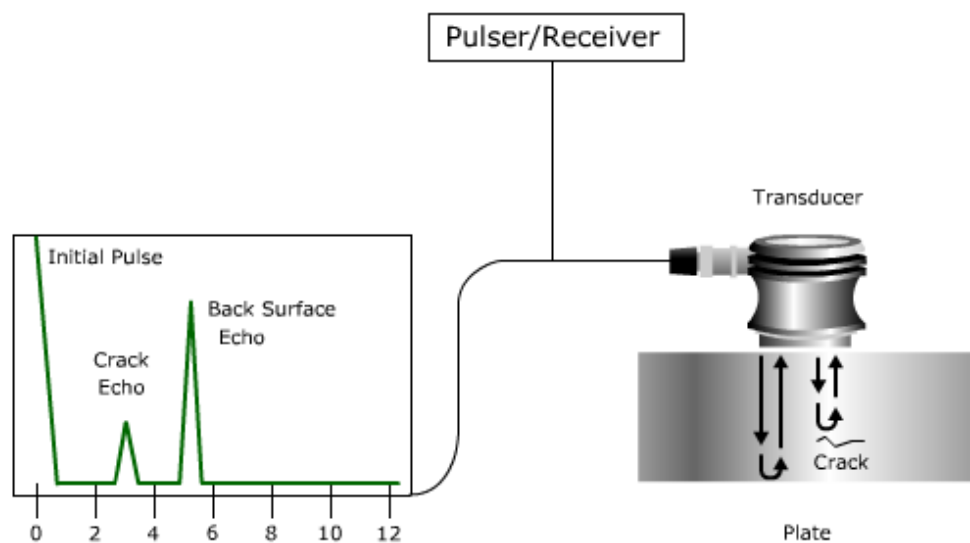 Pulser/Receiver
Transducer
Initial Pulse
Back Surface
Echo
Crack
Echo
Crack
0 2 4 6 8 10 12
Plate